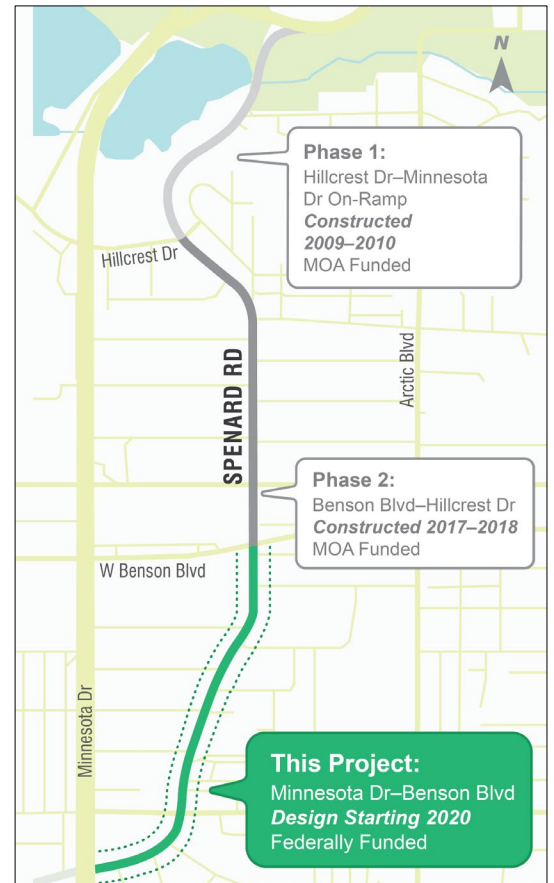 N
Phase 1:
Hillcrest Dr–Minnesota
Dr On-Ramp
Constructed
2009–2010
MOA Funded
Hillcrest Dr
SPENARD RD
Arctic Blvd
Phase 2:
Benson Blvd–Hillcrest Dr
Constructed 2017–2018
MOA Funded
W Benson Blvd
Minnesota Dr
This Project:
Minnesota Dr–Benson Blvd
Design Starting 2020
Federally Funded